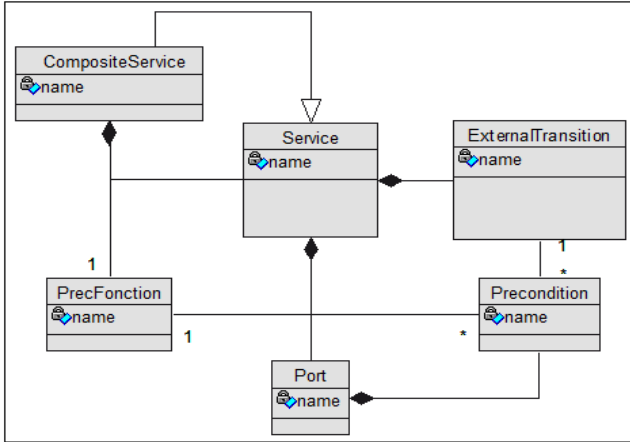 CompositeService
name
Service
name
ExternalTransition
name
1
1
*
PrecFonction
name
Precondition
name
1
*
Port
name